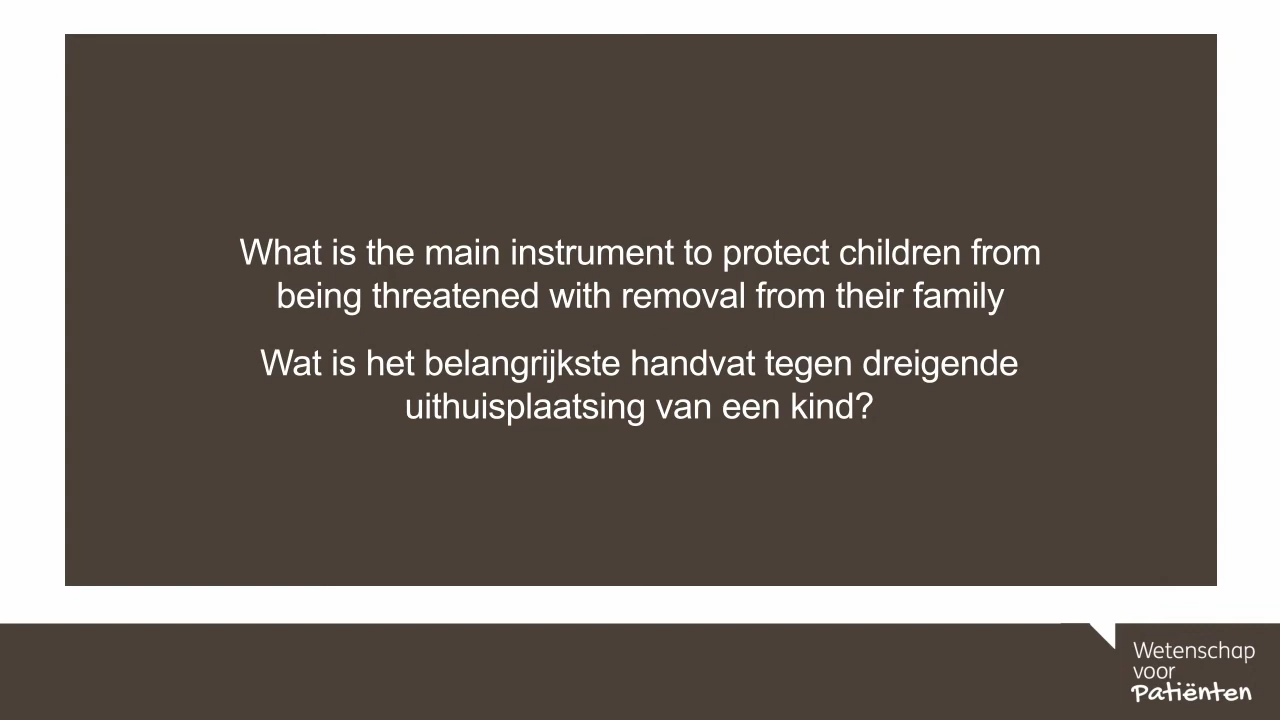 What is the main instrument to protect children from
being threatened with removal from their family
Wat is het belangrijkste handvat tegen dreigende
uithuisplaatsing van een kind?
Wetenschap
voor
Patiënten